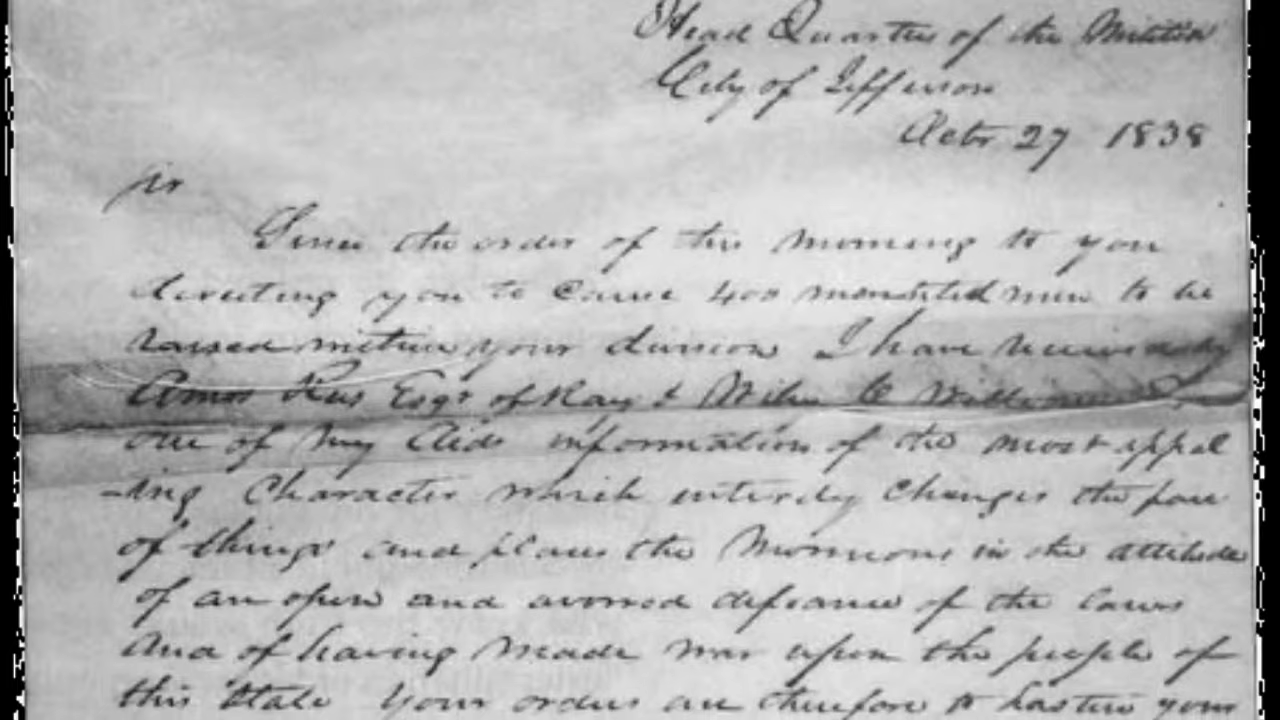 Head Quarters of the Militia
City of Jefferson
Octr 27 1838
Sir
Since the order of the morning to you
directing you to cause 400 mounted men to be
raised within your division I have received by
Amos Rees Esqr of Ray & Wiley C Williams
one of my Aids information of the most appal
-ing Character which entirely changes the face
of things and places the Mormons in the attitude
of an open and avowed defiance of the laws
and of having made war upon the people of
this State Your orders are therefore to hasten your